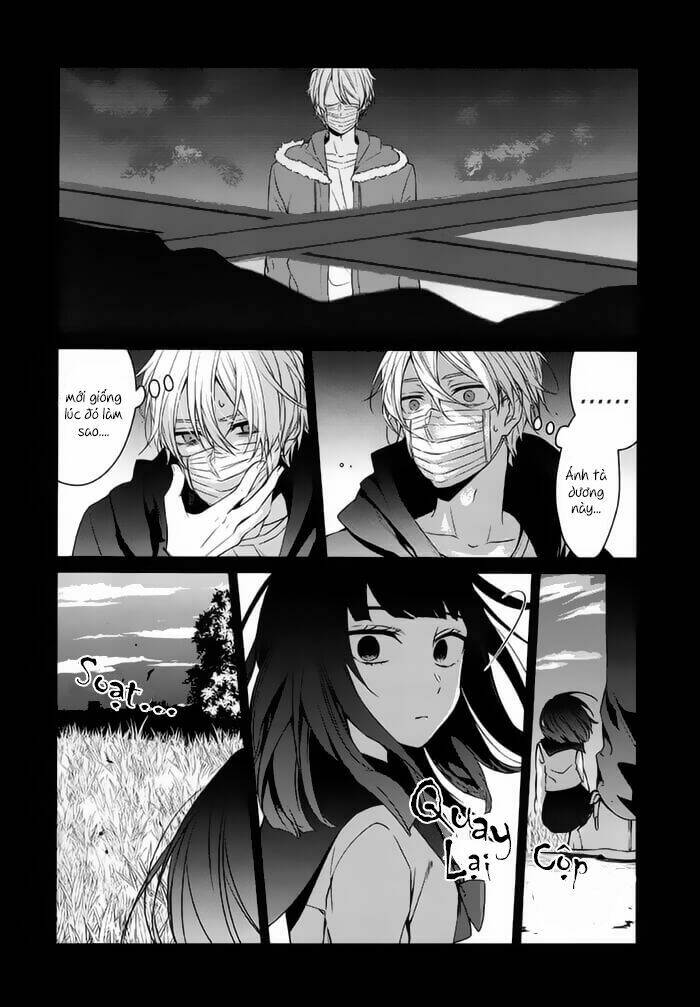 ......
Ánh tà
dương
này...
mới giống
lúc đó làm
sao....
Cộp
Quay
Lại
Soạt...